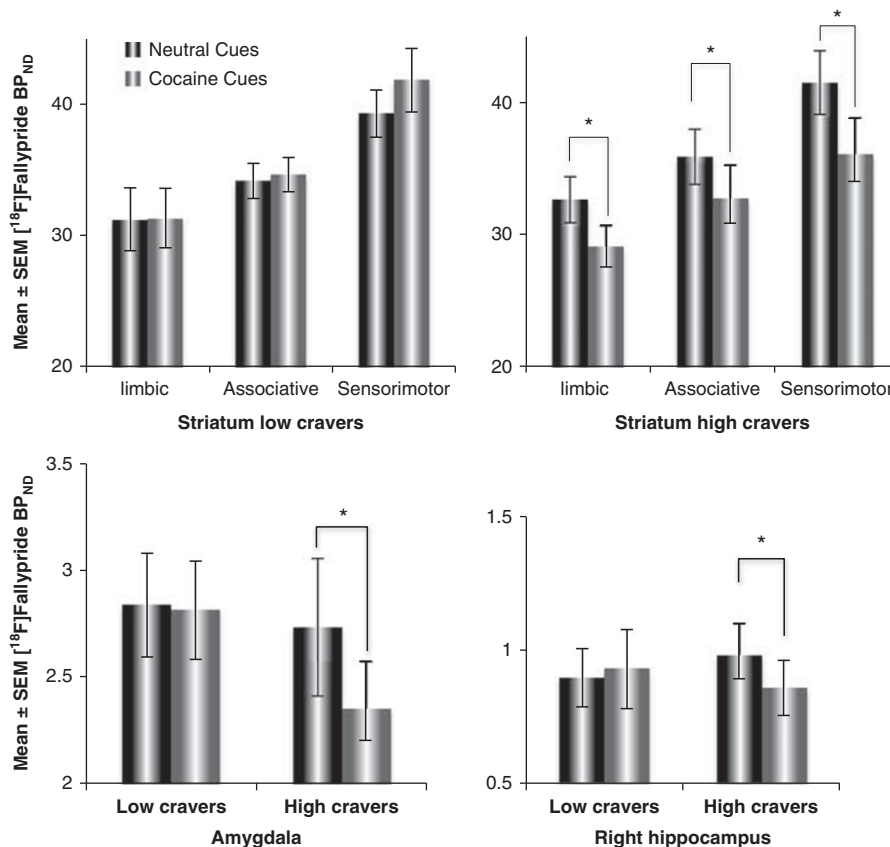 Mean ± SEM [¹⁸F]Fallypride BP_ND
Neutral Cues
Cocaine Cues
40
30
20
limbic Associative Sensorimotor
Striatum low cravers
* * *
40
30
20
limbic Associative Sensorimotor
Striatum high cravers
Mean ± SEM [¹⁸F]Fallypride BP_ND
3.5
3
2.5
2
*
Low cravers High cravers
Amygdala
1.5
1
0.5
*
Low cravers High cravers
Right hippocampus